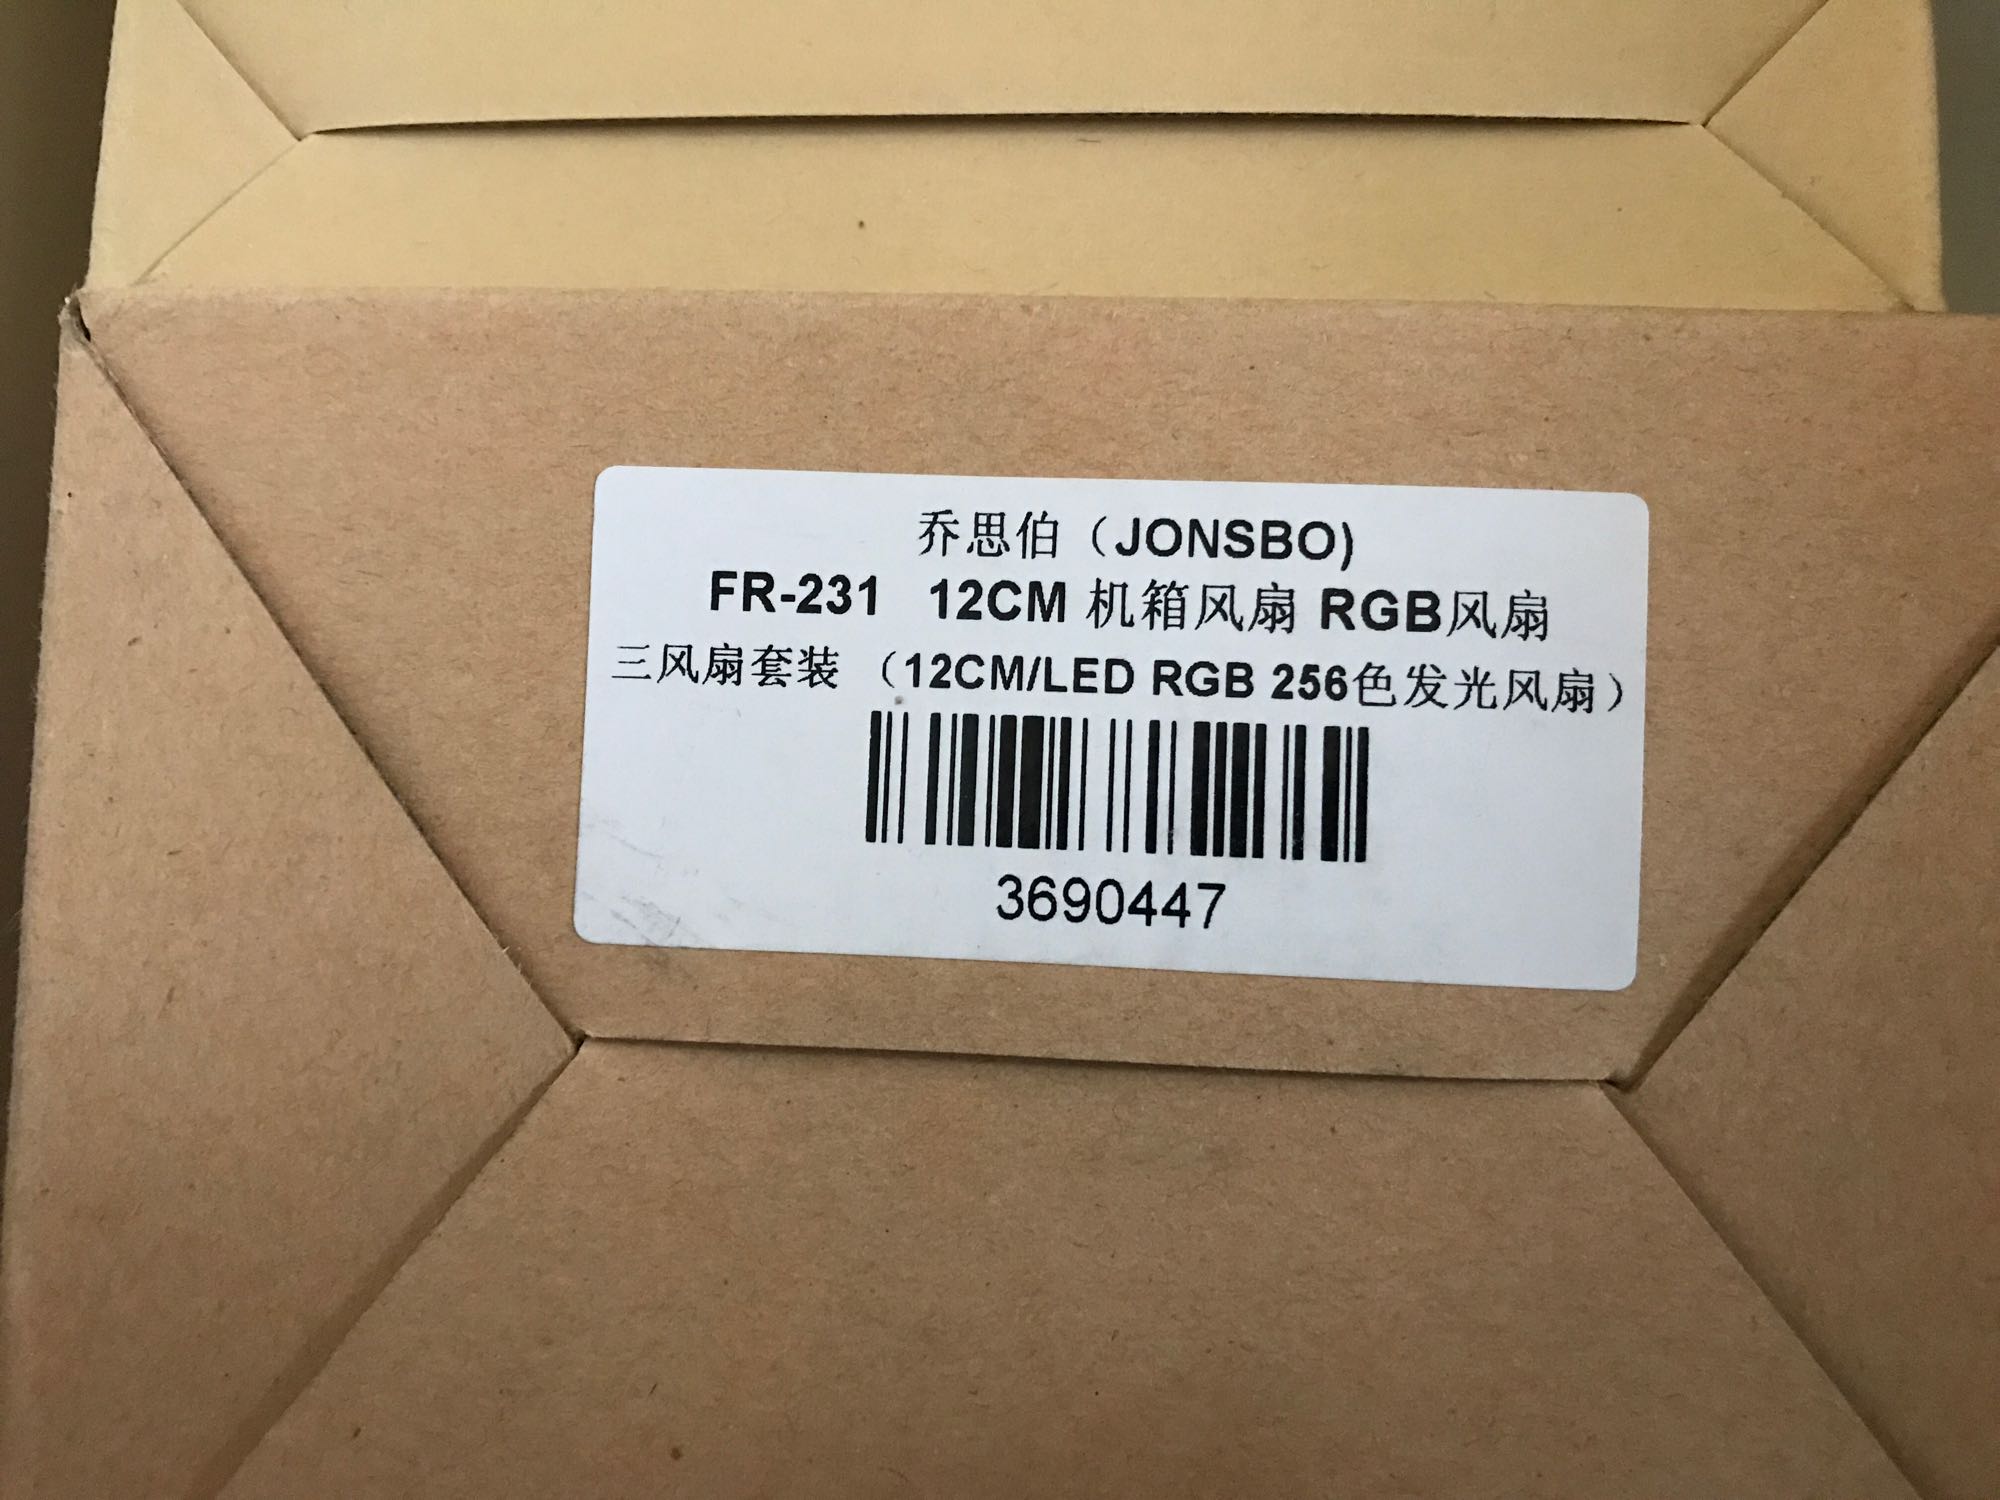 乔思伯（JONSBO)
FR-231 12CM 机箱风扇 RGB风扇
三风扇套装 （12CM/LED RGB 256色发光风扇）
3690447